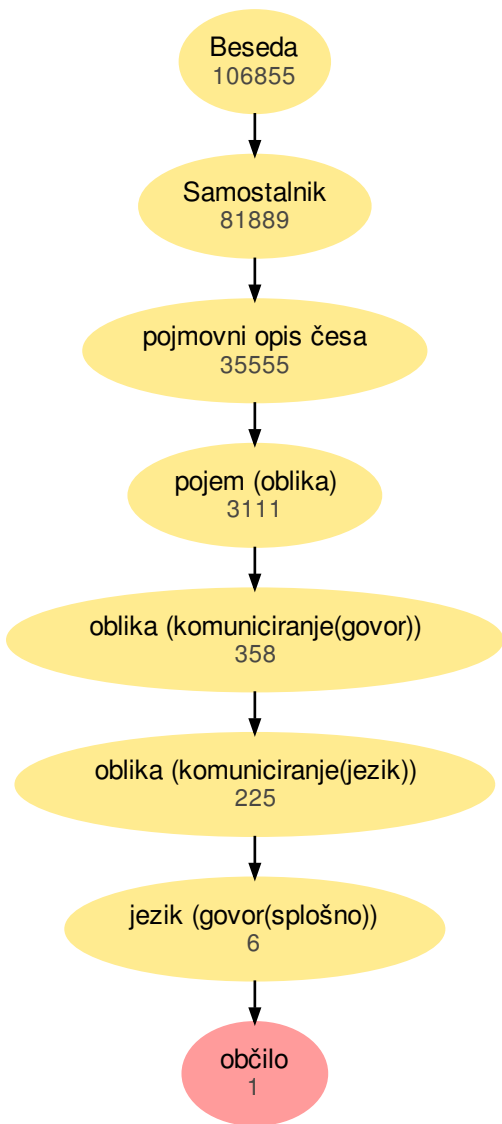 Beseda
106855
Samostalnik
81889
pojmovni opis česa
35555
pojem (oblika)
3111
oblika (komuniciranje(govor))
358
oblika (komuniciranje(jezik))
225
jezik (govor(splošno))
6
občilo
1